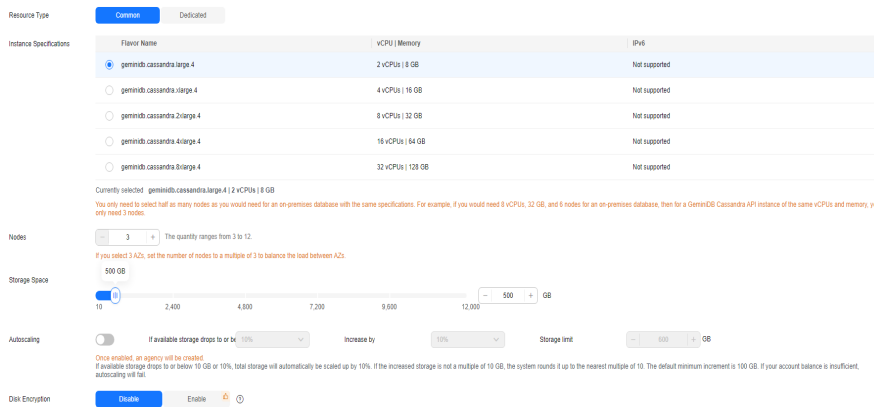 Resource Type Common Dedicated
Instance Specifications Flavor Name vCPU | Memory IPv6
geminidb.cassandra.large.4 2 vCPUs | 8 GB Not supported
geminidb.cassandra.xlarge.4 4 vCPUs | 16 GB Not supported
geminidb.cassandra.2xlarge.4 8 vCPUs | 32 GB Not supported
geminidb.cassandra.4xlarge.4 16 vCPUs | 64 GB Not supported
geminidb.cassandra.8xlarge.4 32 vCPUs | 128 GB Not supported
Currently selected geminidb.cassandra.large.4 | 2 vCPUs | 8 GB
You only need to select half as many nodes as you would need for an on-premises database with the same specifications. For example, if you would need 8 vCPUs, 32 GB, and 6 nodes for an on-premises database, then for a GeminiDB Cassandra API instance of the same vCPUs and memory, y
only need 3 nodes.
Nodes − 3 + The quantity ranges from 3 to 12.
If you select 3 AZs, set the number of nodes to a multiple of 3 to balance the load between AZs.
500 GB
Storage Space − 500 + GB
10 2,400 4,800 7,200 9,600 12,000
Autoscaling If available storage drops to or be 10% Increase by 10% Storage limit − 600 + GB
Once enabled, an agency will be created.
If available storage drops to or below 10 GB or 10%, total storage will automatically be scaled up by 10%. If the increased storage is not a multiple of 10 GB, the system rounds it up to the nearest multiple of 10. The default minimum increment is 100 GB. If your account balance is insufficient,
autoscaling will fail.
Disk Encryption Disable Enable ?